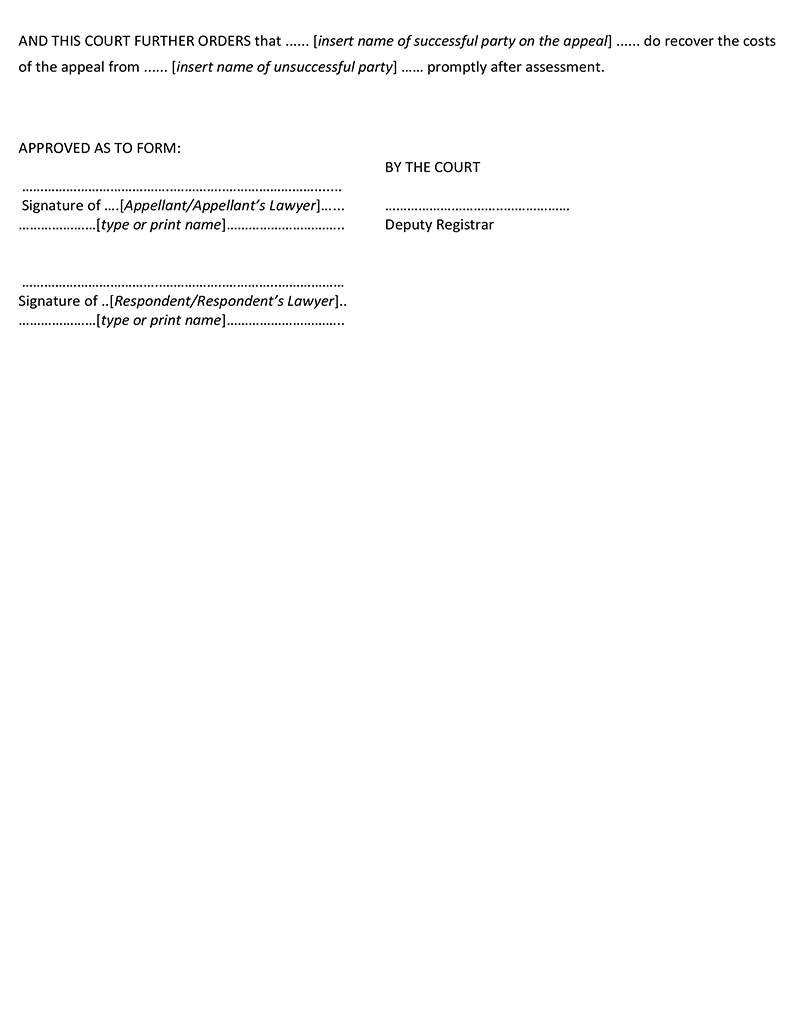 AND THIS COURT FURTHER ORDERS that ...... [insert name of successful party on the appeal] ...... do recover the costs
of the appeal from ...... [insert name of unsuccessful party] ...... promptly after assessment.
APPROVED AS TO FORM:
BY THE COURT
…………………………………..……………….…………………….......
Signature of ….[Appellant/Appellant’s Lawyer]…...
…………………[type or print name]…………………………..
………………………….………………
Deputy Registrar
………………………………..…………….…………..………………
Signature of ..[Respondent/Respondent’s Lawyer]..
…………………[type or print name]…………………………..